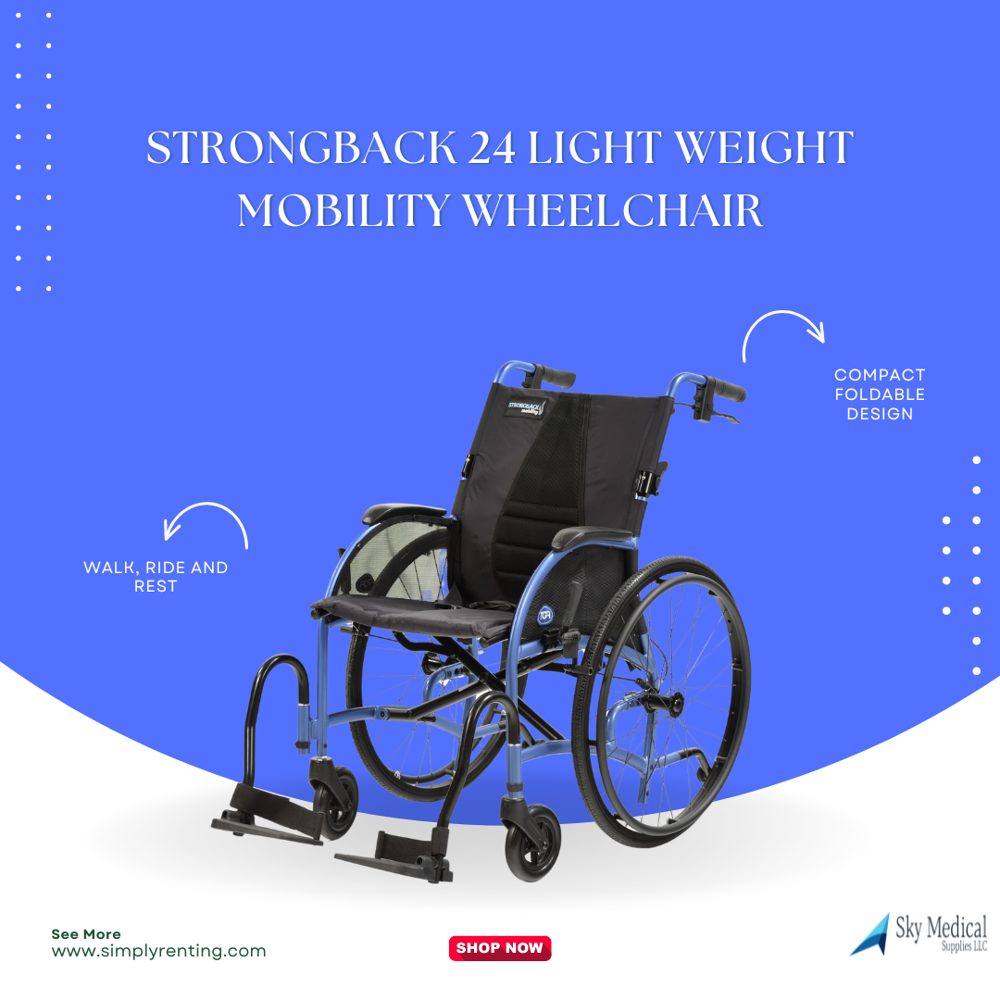 STRONGBACK 24 LIGHT WEIGHT
MOBILITY WHEELCHAIR
COMPACT
FOLDABLE
DESIGN
STRONGBACK
mobility
WALK, RIDE AND
REST
TGA
See More
www.simplyrenting.com
SHOP NOW
Sky Medical
Supplies LLC